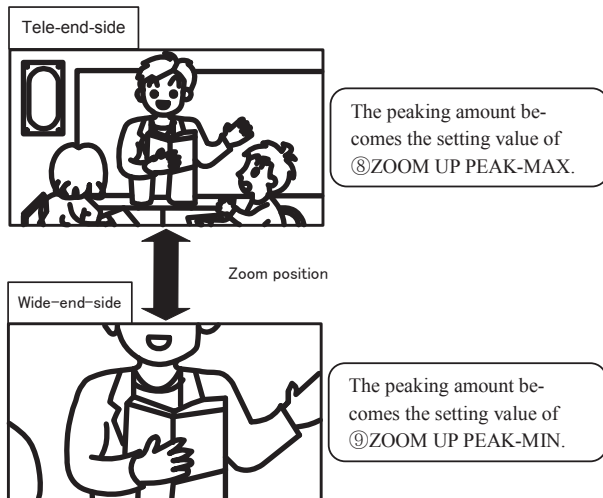 Tele-end-side
The peaking amount be-
comes the setting value of
⑧ZOOM UP PEAK-MAX.
Zoom position
Wide-end-side
The peaking amount be-
comes the setting value of
⑨ZOOM UP PEAK-MIN.